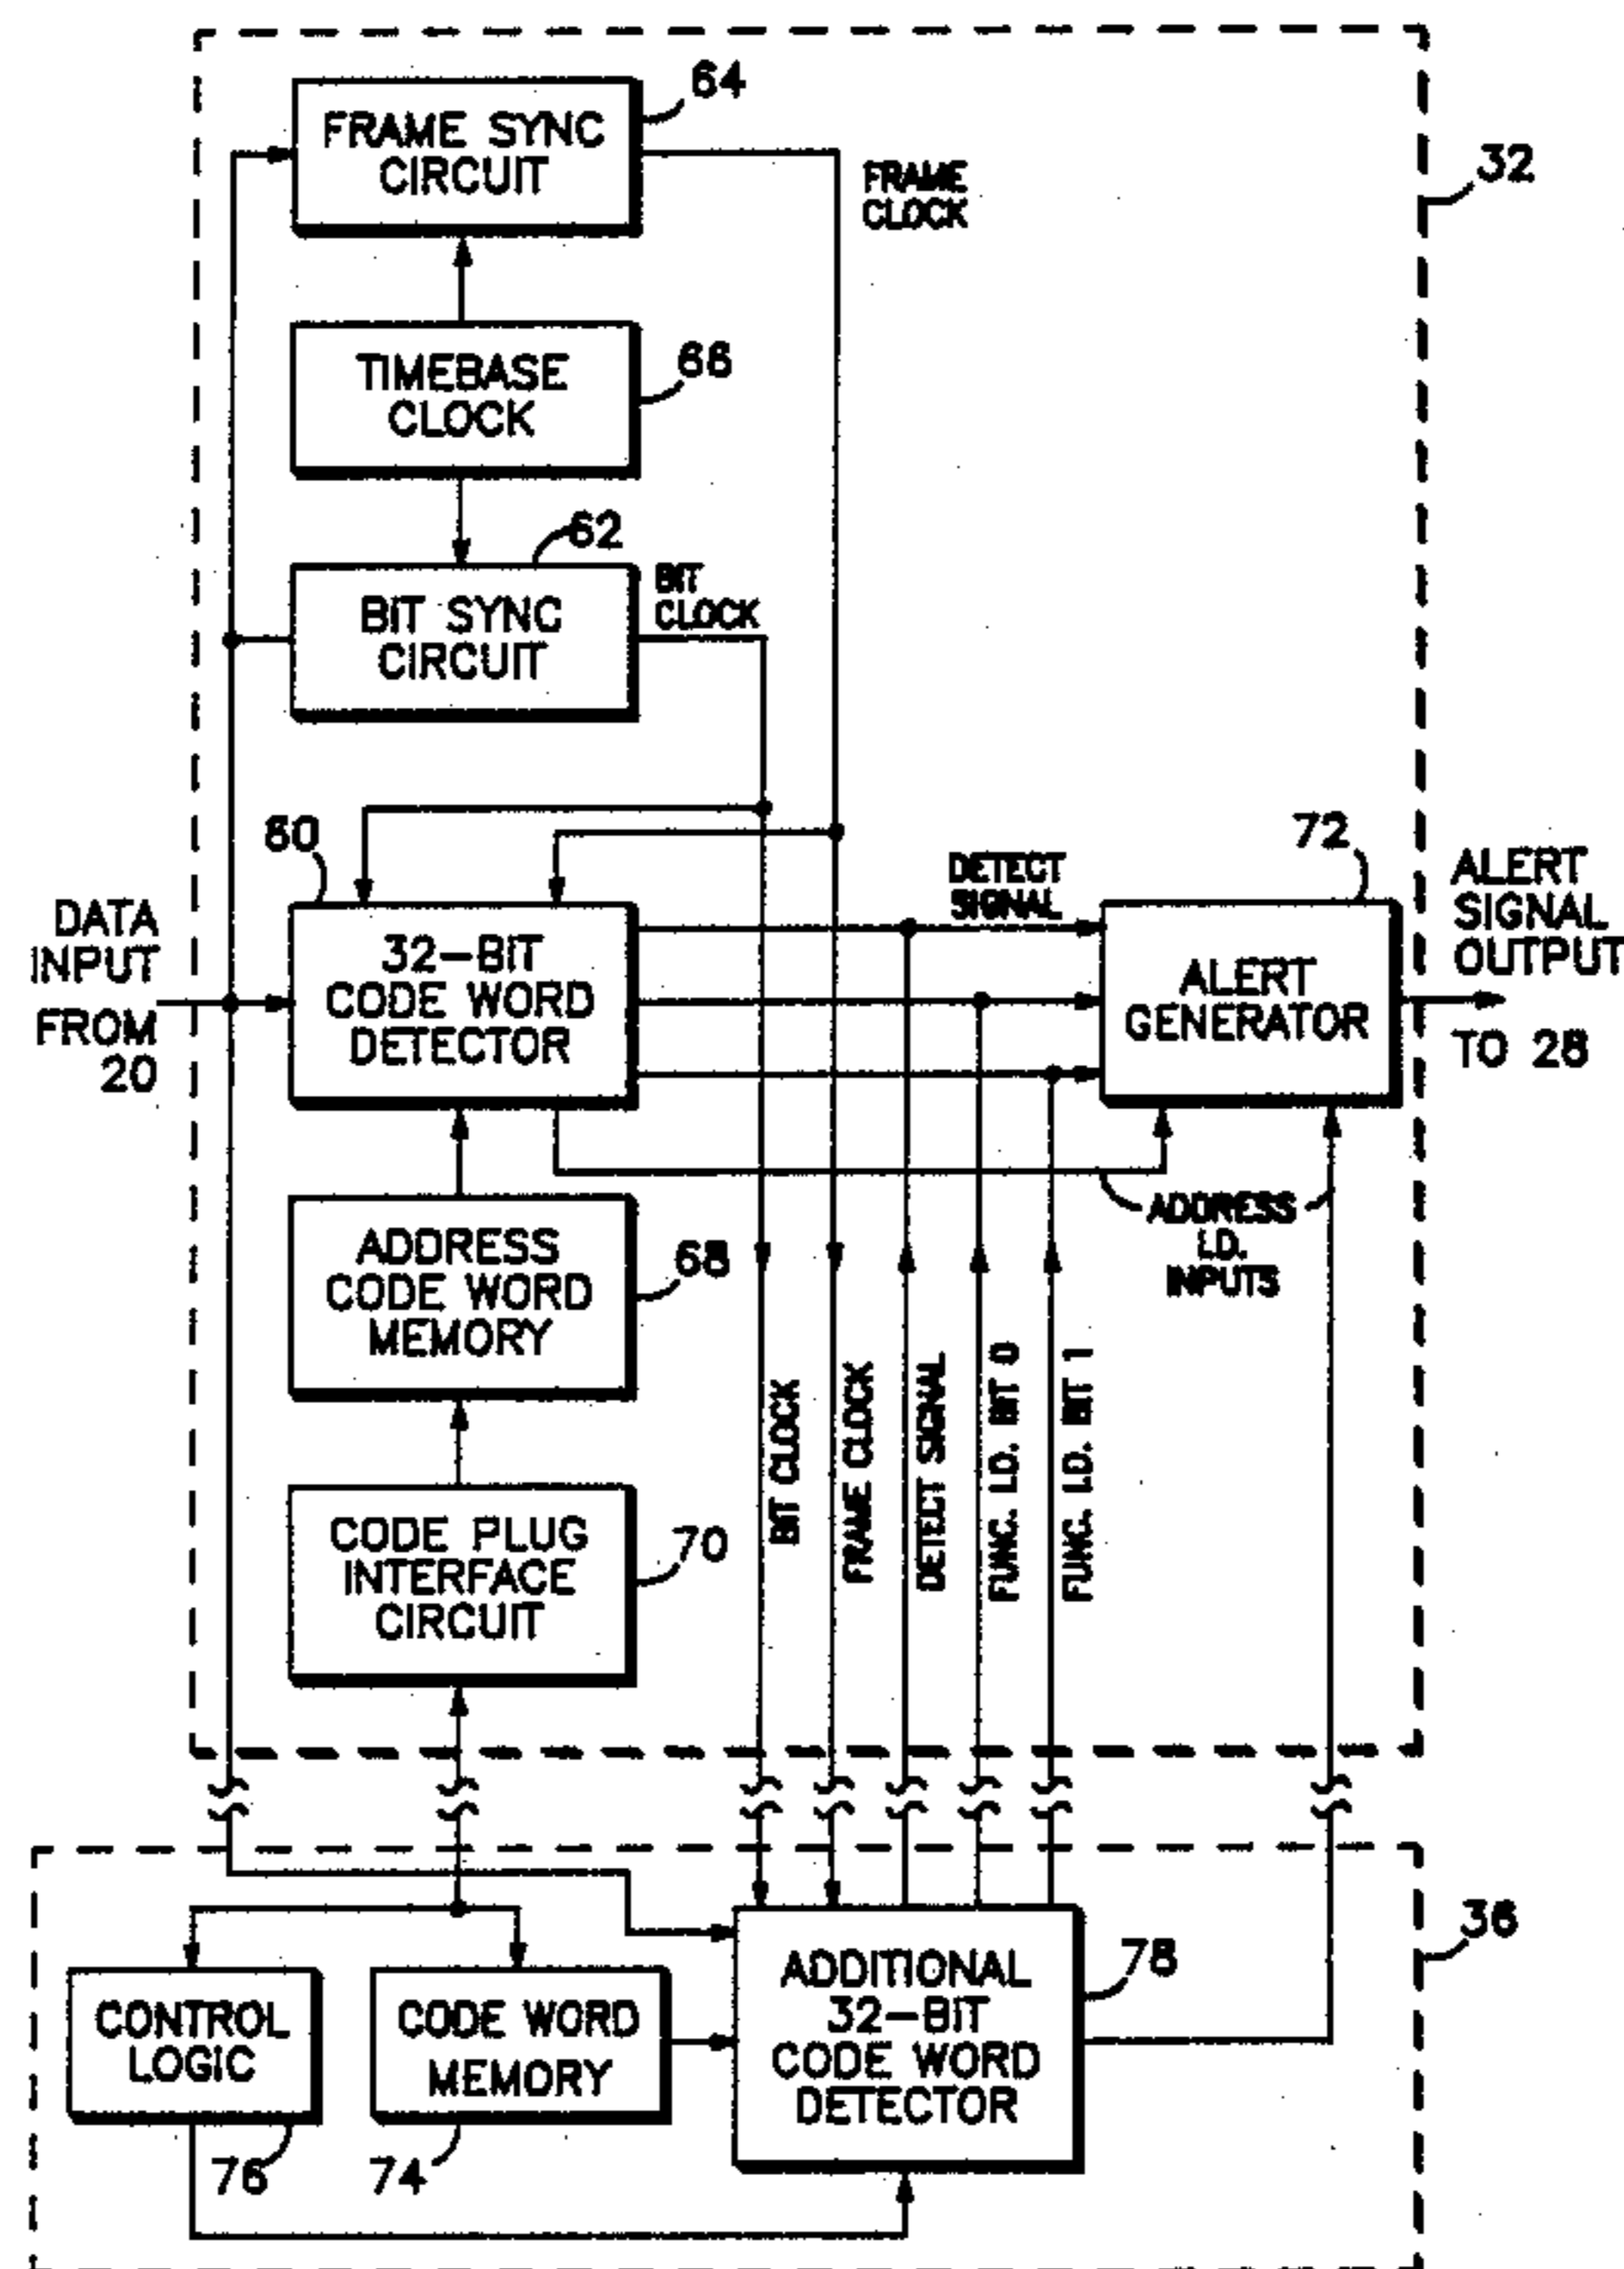 64
FRAME SYNC
CIRCUIT
32
FRAME
CLOCK
TIMEBASE
CLOCK
66
62
BIT SYNC
CIRCUIT
BIT
CLOCK
60
72
DETECT
SIGNAL
ALERT
SIGNAL
OUTPUT
TO 28
DATA
INPUT
FROM
20
32-BIT
CODE WORD
DETECTOR
ALERT
GENERATOR
ADDRESS
CODE WORD
MEMORY
68
ADDRESS
I.D.
INPUTS
CODE PLUG
INTERFACE
CIRCUIT
70
BIT CLOCK
FRAME CLOCK
DETECT SIGNAL
FUNC. I.D. BIT 0
FUNC. I.D. BIT 1
36
CONTROL
LOGIC
76
CODE WORD
MEMORY
74
ADDITIONAL
32-BIT
CODE WORD
DETECTOR
78